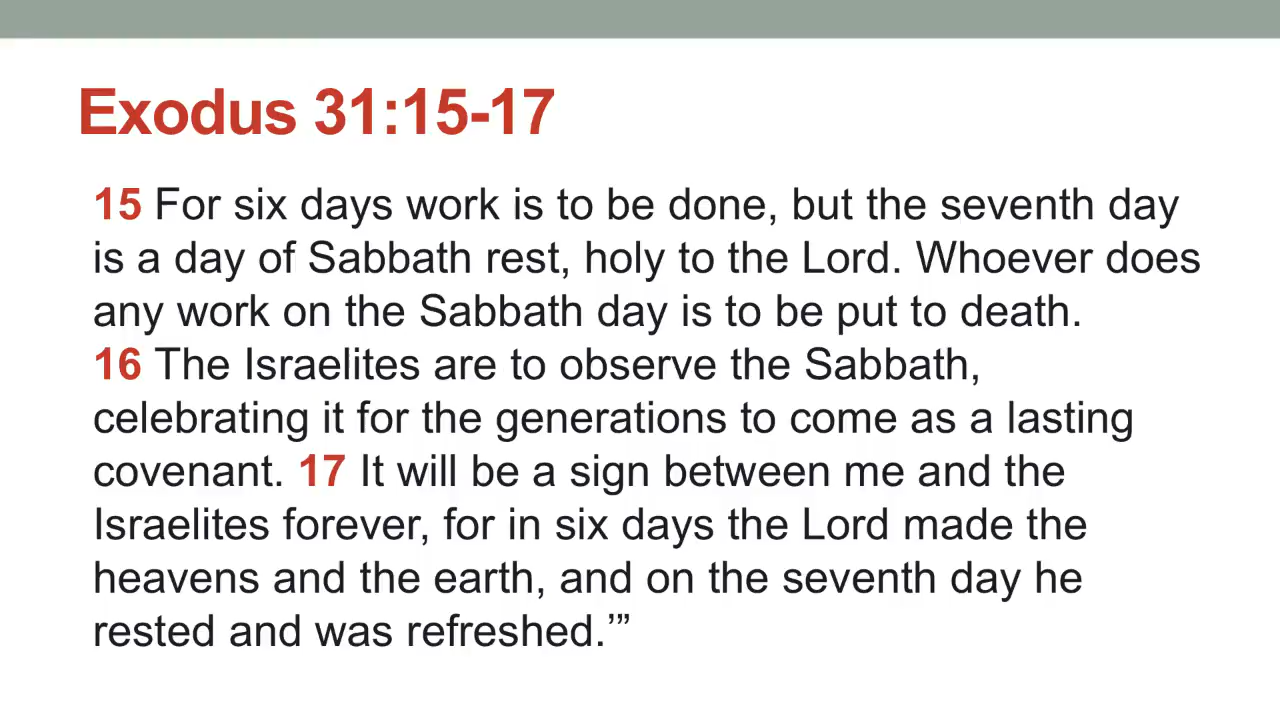 Exodus 31:15-17
15 For six days work is to be done, but the seventh day
is a day of Sabbath rest, holy to the Lord. Whoever does
any work on the Sabbath day is to be put to death.
16 The Israelites are to observe the Sabbath,
celebrating it for the generations to come as a lasting
covenant. 17 It will be a sign between me and the
Israelites forever, for in six days the Lord made the
heavens and the earth, and on the seventh day he
rested and was refreshed.’”